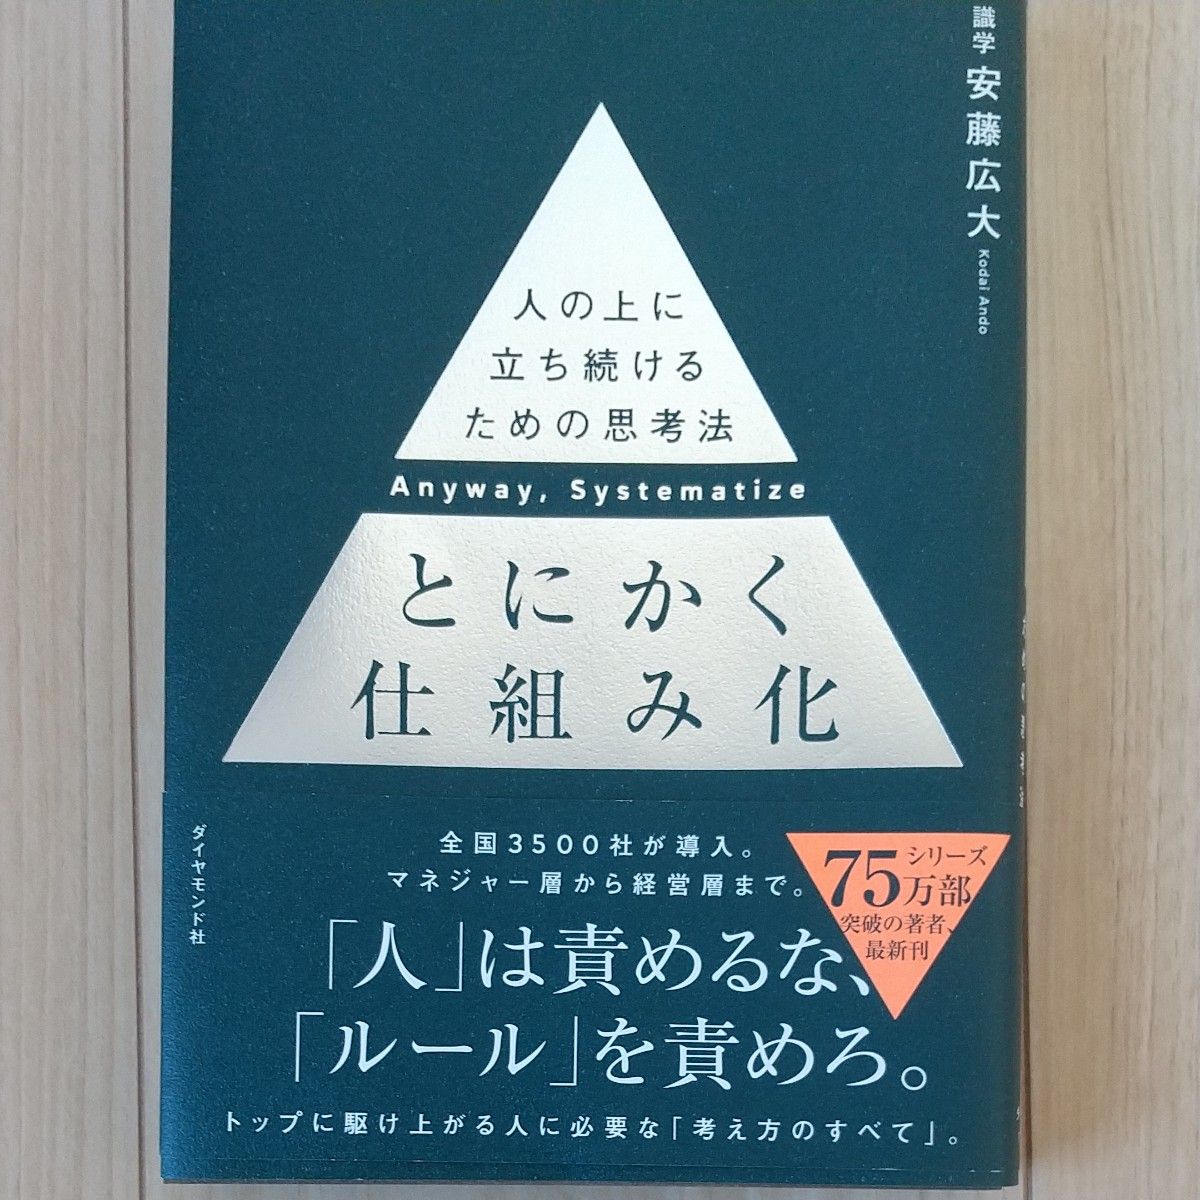 識学 安藤広大 Kodai Ando
人の上に
立ち続ける
ための思考法
Anyway, Systematize
とにかく
仕組み化
ダイヤモンド社
全国3500社が導入。
マネジャー層から経営層まで。
シリーズ
75万部
突破の著者、
最新刊
「人」は責めるな、
「ルール」を責めろ。
トップに駆け上がる人に必要な「考え方のすべて」。